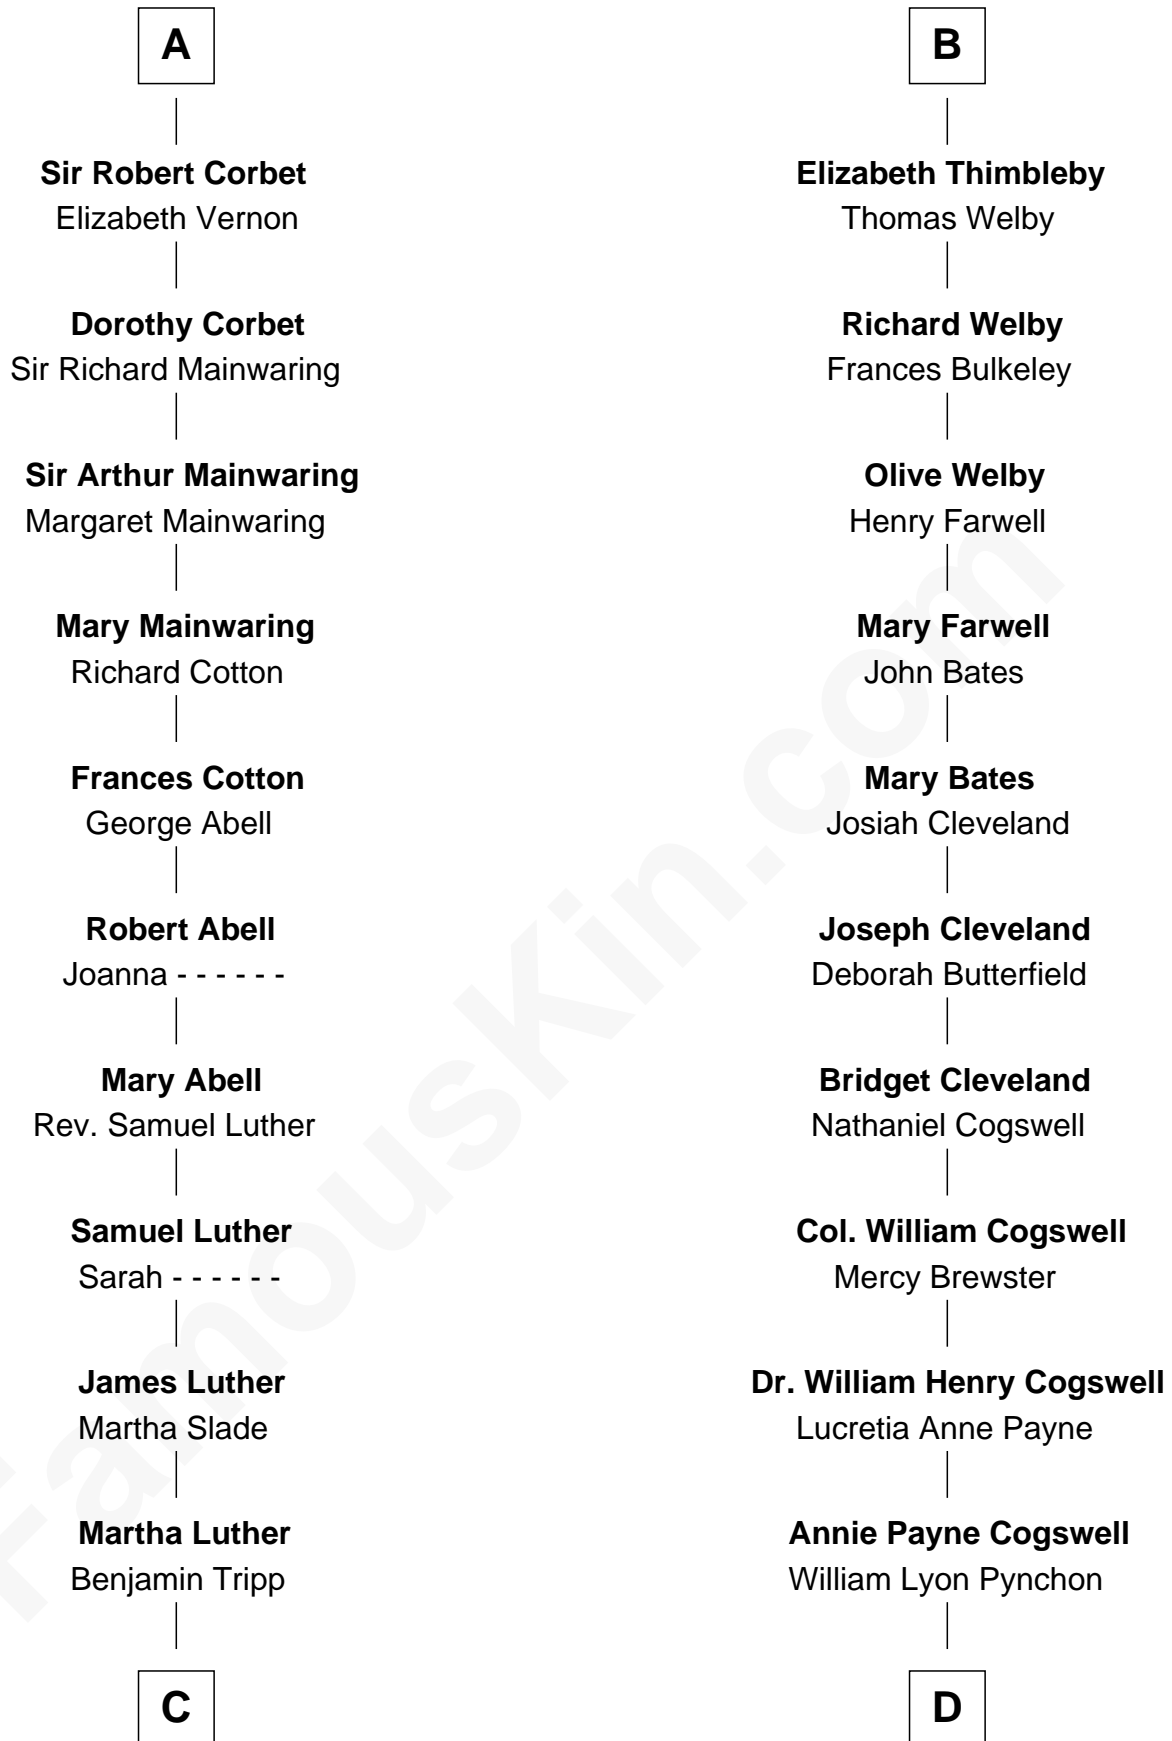 A
Sir Robert Corbet
Elizabeth Vernon
Dorothy Corbet
Sir Richard Mainwaring
Sir Arthur Mainwaring
Margaret Mainwaring
Mary Mainwaring
Richard Cotton
Frances Cotton
George Abell
Robert Abell
Joanna - - - - - -
Mary Abell
Rev. Samuel Luther
Samuel Luther
Sarah - - - - - -
James Luther
Martha Slade
Martha Luther
Benjamin Tripp
C
B
Elizabeth Thimbleby
Thomas Welby
Richard Welby
Frances Bulkeley
Olive Welby
Henry Farwell
Mary Farwell
John Bates
Mary Bates
Josiah Cleveland
Joseph Cleveland
Deborah Butterfield
Bridget Cleveland
Nathaniel Cogswell
Col. William Cogswell
Mercy Brewster
Dr. William Henry Cogswell
Lucretia Anne Payne
Annie Payne Cogswell
William Lyon Pynchon
D
FamousKin.com